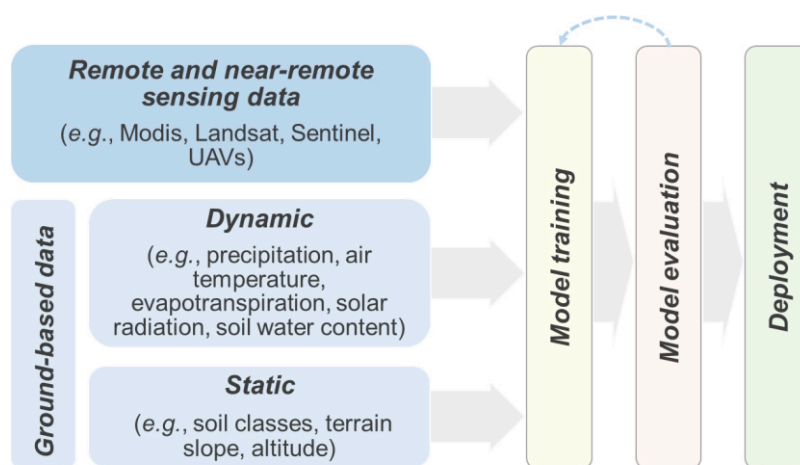 Remote and near-remote
sensing data
(e.g., Modis, Landsat, Sentinel,
UAVs)
Ground-based data
Dynamic
(e.g., precipitation, air
temperature,
evapotranspiration, solar
radiation, soil water content)
Static
(e.g., soil classes, terrain
slope, altitude)
Model training
Model evaluation
Deployment